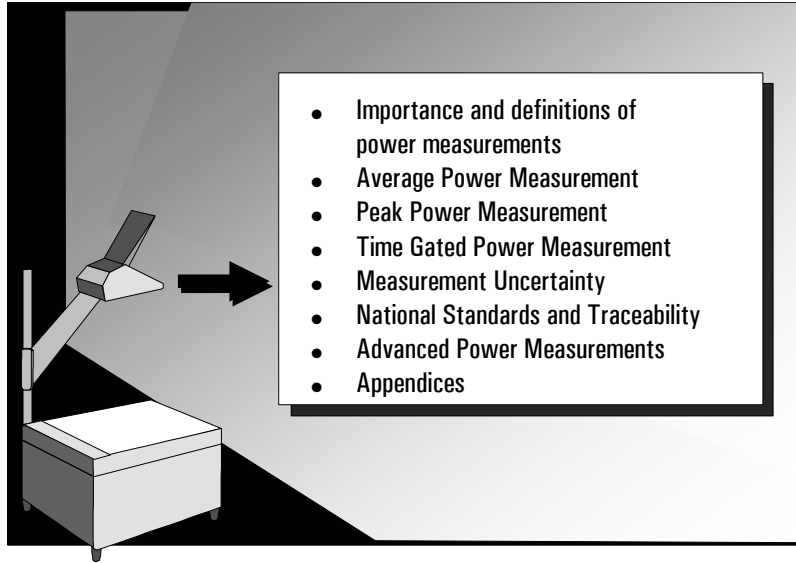 ● Importance and definitions of
power measurements
● Average Power Measurement
● Peak Power Measurement
● Time Gated Power Measurement
● Measurement Uncertainty
● National Standards and Traceability
● Advanced Power Measurements
● Appendices